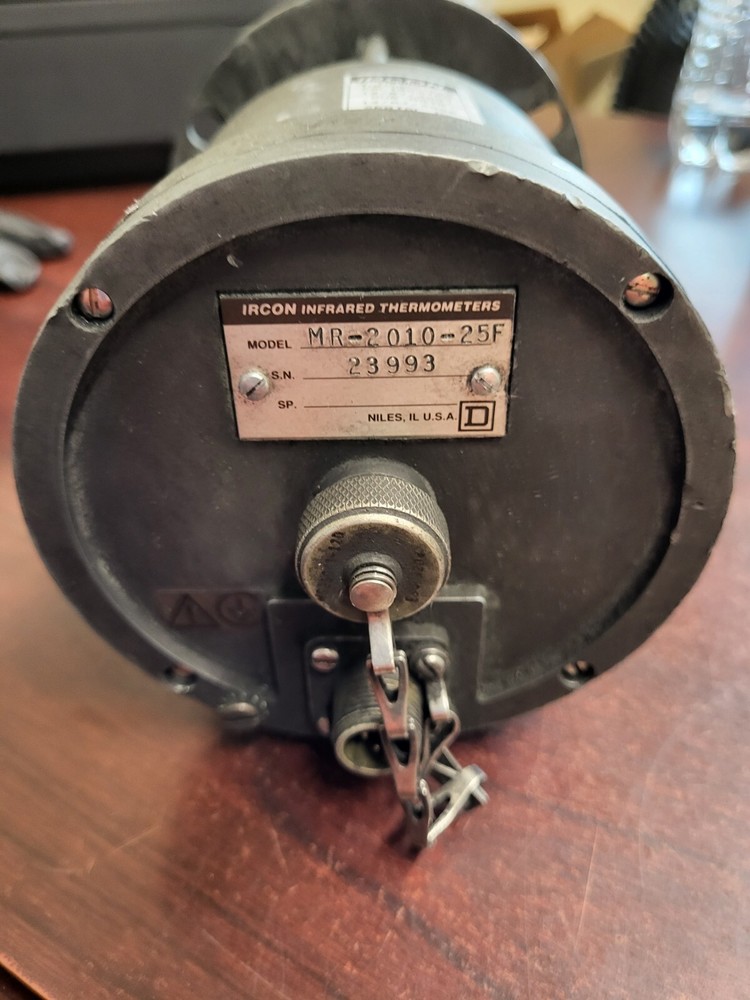 IRCON INFRARED THERMOMETERS
MODEL MR-2010-25F
S.N. 23993
SP.
NILES, IL U.S.A. D